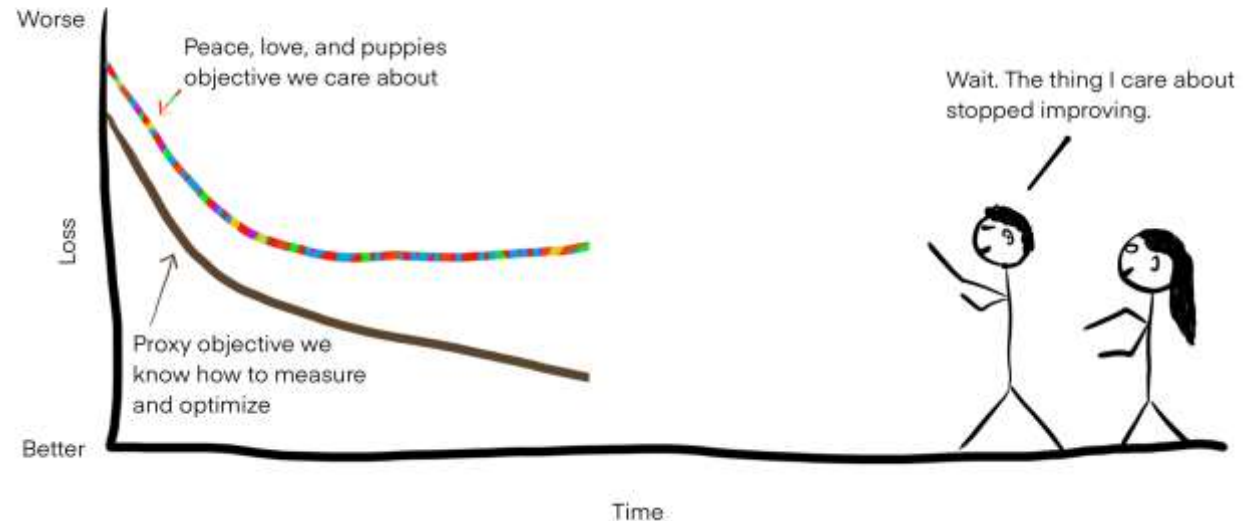 Worse
Peace, love, and puppies
objective we care about
Wait. The thing I care about
stopped improving.
Loss
Proxy objective we
know how to measure
and optimize
Better
Time